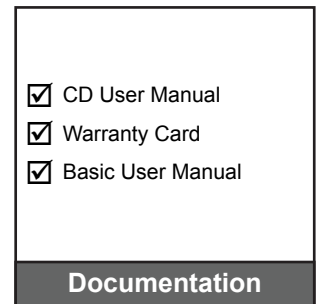 ☑ CD User Manual
☑ Warranty Card
☑ Basic User Manual
Documentation